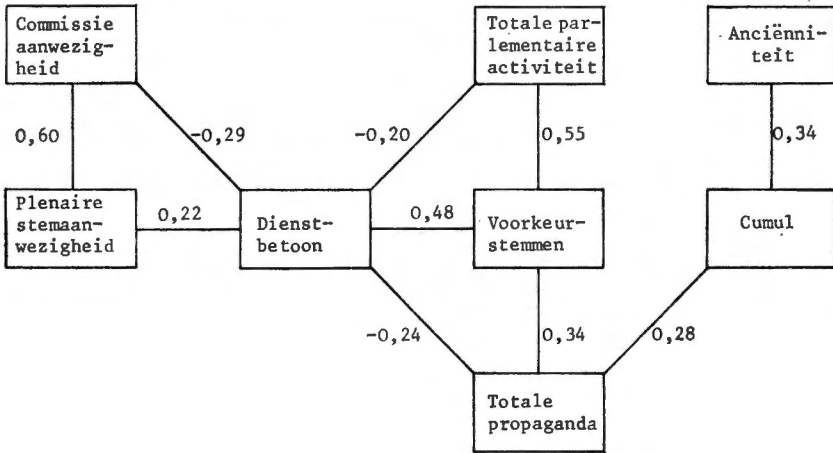 Commissie
aanwezig-
heid
Totale par-
lementaire
activiteit
Anciënni-
teit
0,60
-0,29
-0,20
0,55
0,34
Plenaire
stemaan-
wezigheid
0,22
Dienst-
betoon
0,48
Voorkeur-
stemmen
Cumul
-0,24
0,34
0,28
Totale
propaganda